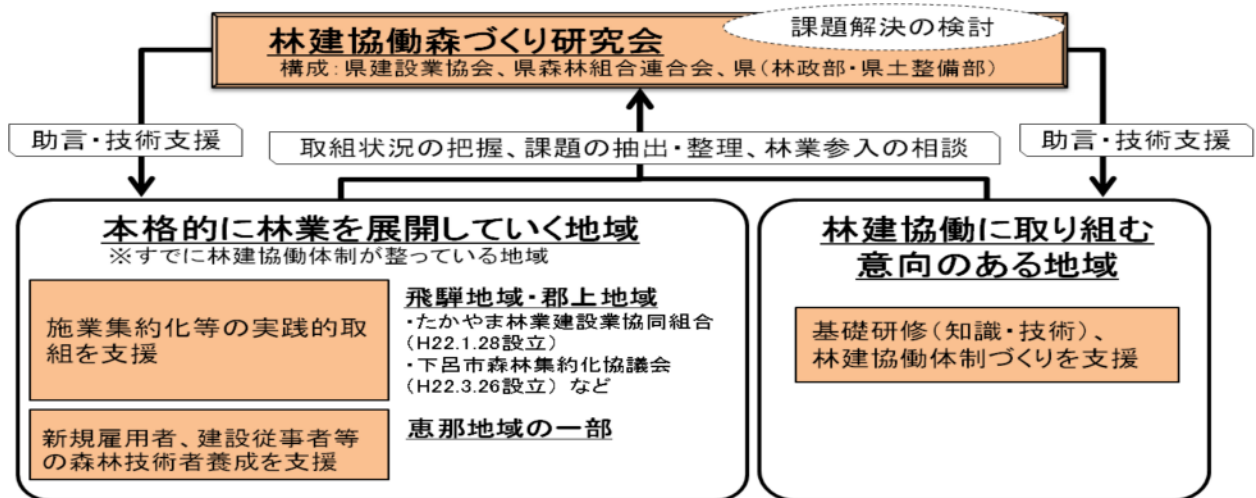 林建協働森づくり研究会
課題解決の検討
構成：県建設業協会、県森林組合連合会、県（林政部・県土整備部）
助言・技術支援
取組状況の把握、課題の抽出・整理、林業参入の相談
助言・技術支援
本格的に林業を展開していく地域
※すでに林建協働体制が整っている地域
施業集約化等の実践的取
組を支援
新規雇用者、建設従事者等
の森林技術者養成を支援
飛騨地域・郡上地域
・たかやま林業建設業協同組合
（H22.1.28設立）
・下呂市森林集約化協議会
（H22.3.26設立） など
恵那地域の一部
林建協働に取り組む
意向のある地域
基礎研修（知識・技術）、
林建協働体制づくりを支援